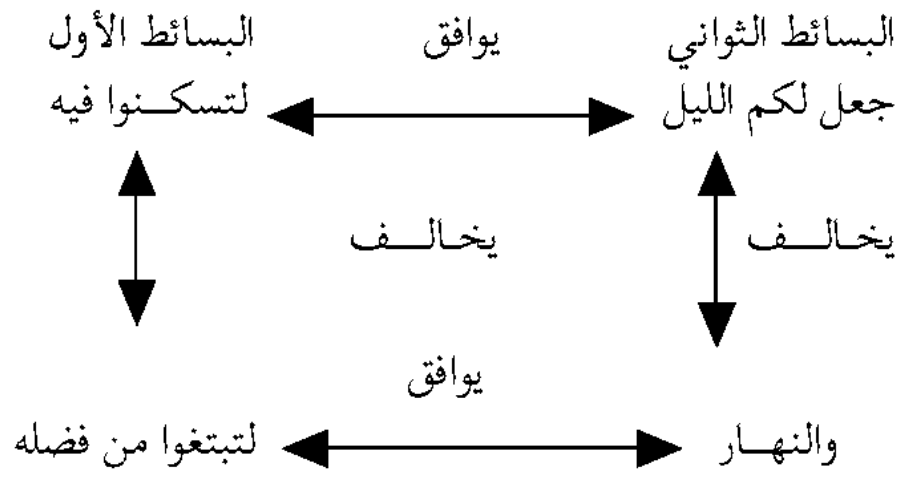 البسائط الثواني يوافق البسائط الأول
جعل لكم الليل لتسكنوا فيه
يخالف يخالف
يوافق
والنهار لتبتغوا من فضله